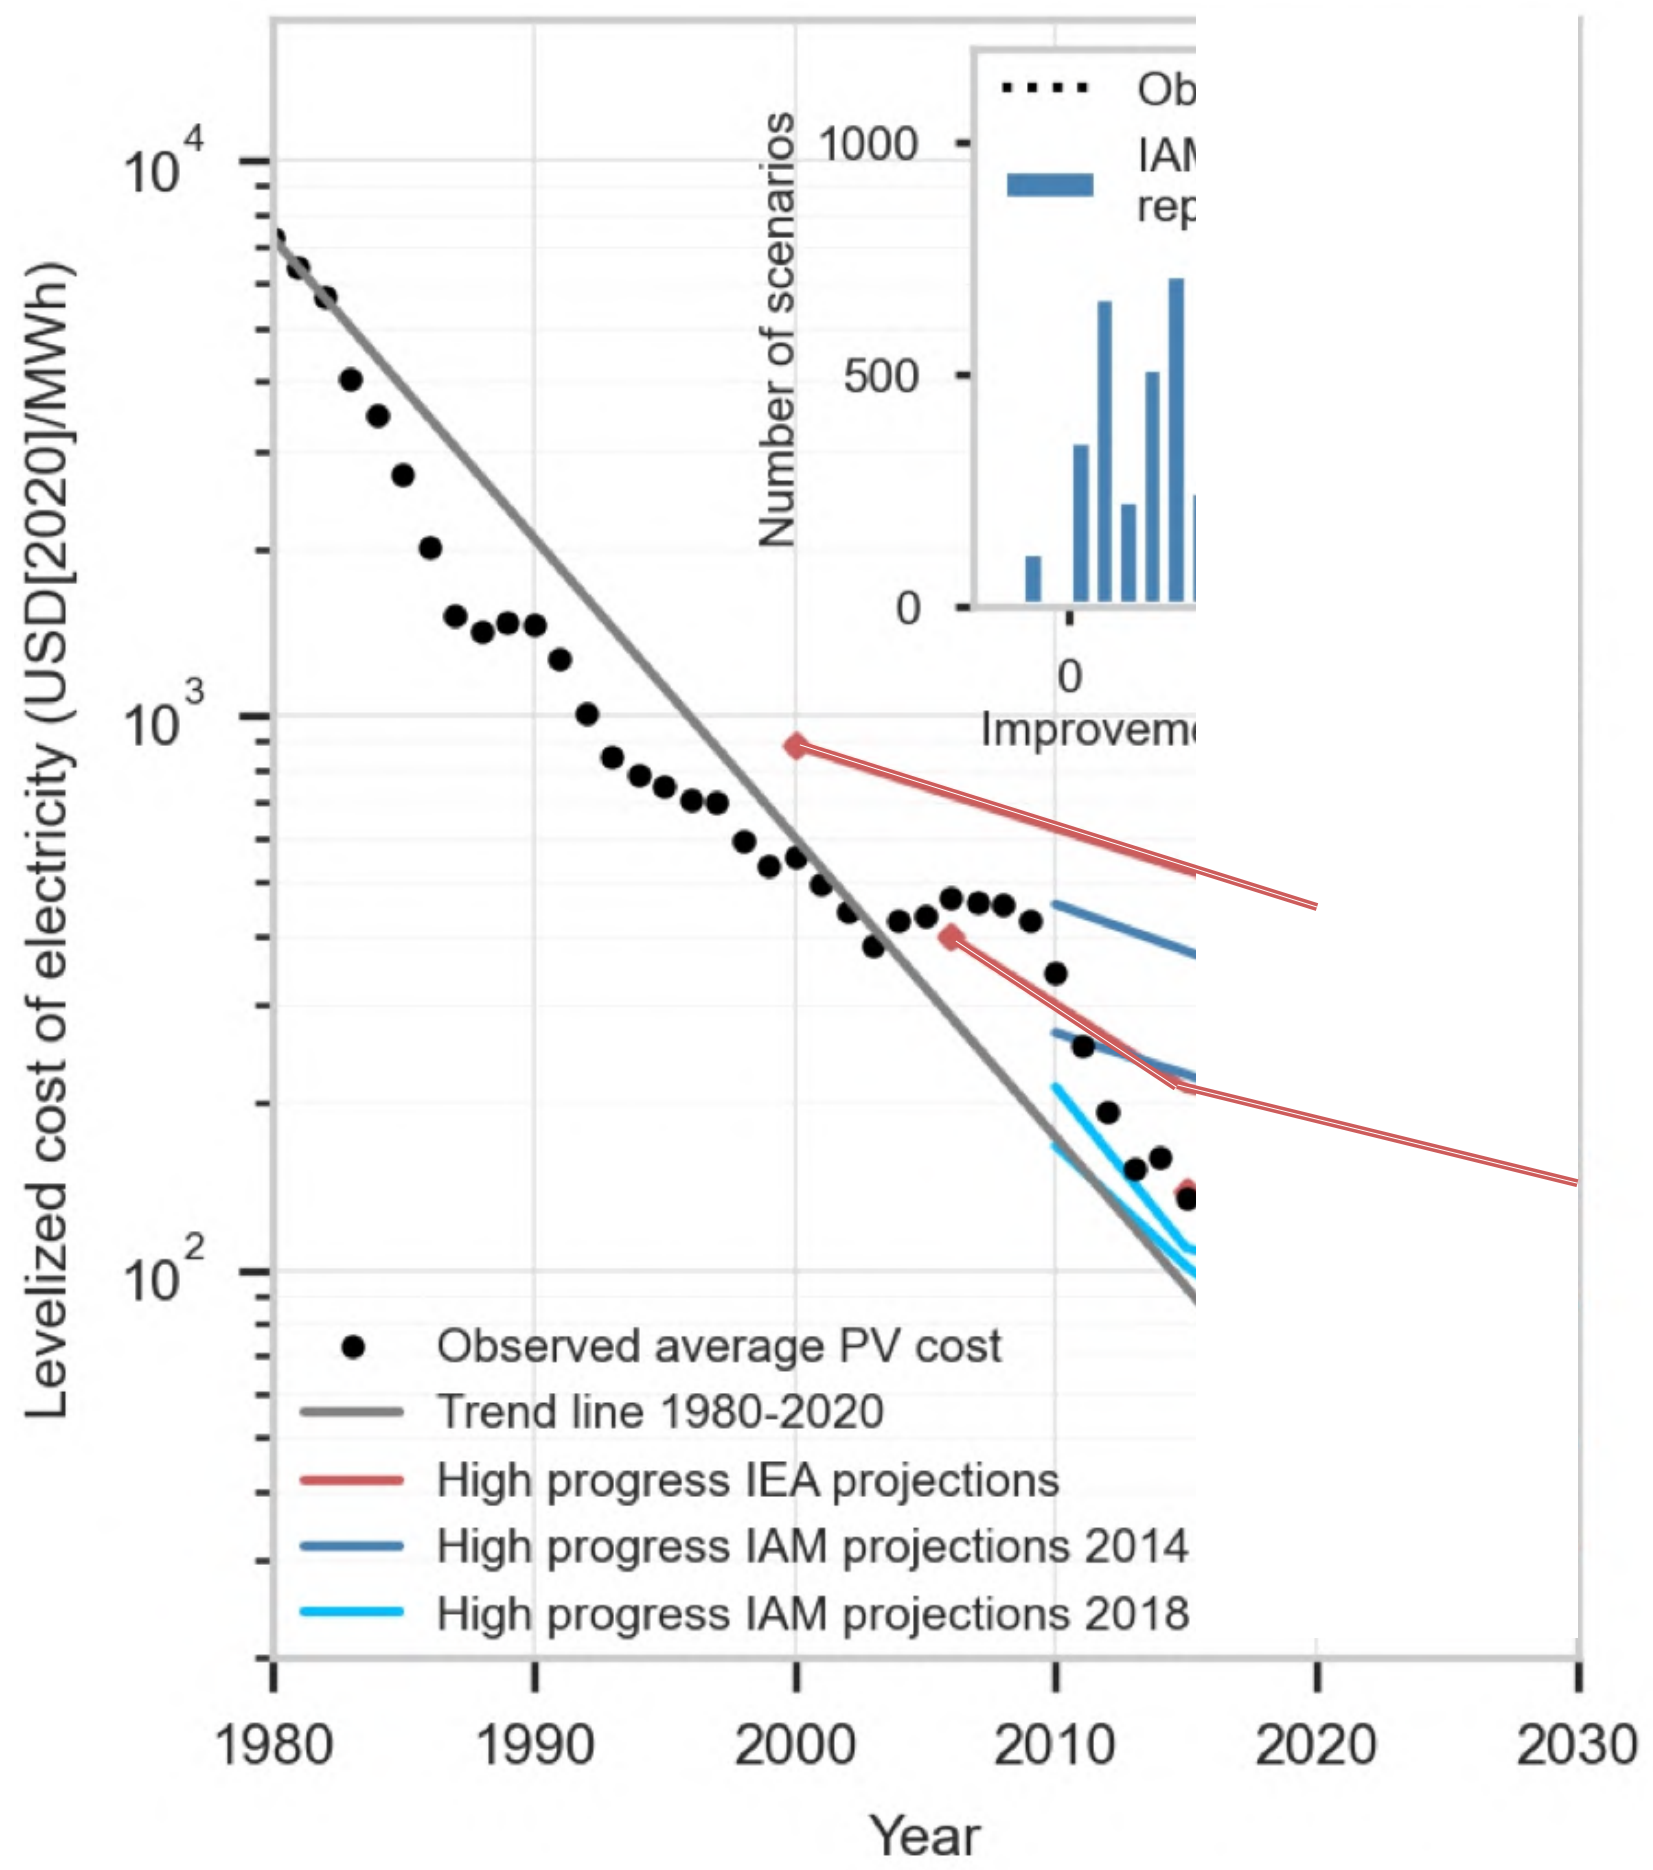 Levelized cost of electricity (USD[2020]/MWh)
10^4
10^3
10^2
Number of scenarios
1000
500
0
0
Observed average PV cost
Trend line 1980-2020
High progress IEA projections
High progress IAM projections 2014
High progress IAM projections 2018
1980 1990 2000 2010 2020 2030
Year